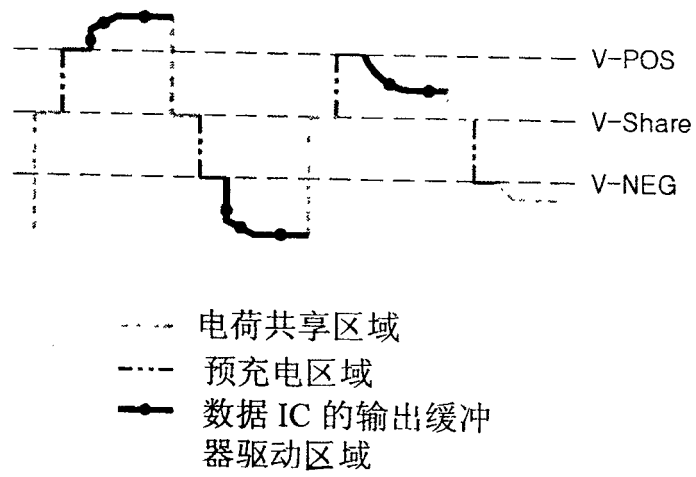 V-POS
V-Share
V-NEG
电荷共享区域
预充电区域
数据 IC 的输出缓冲
器驱动区域